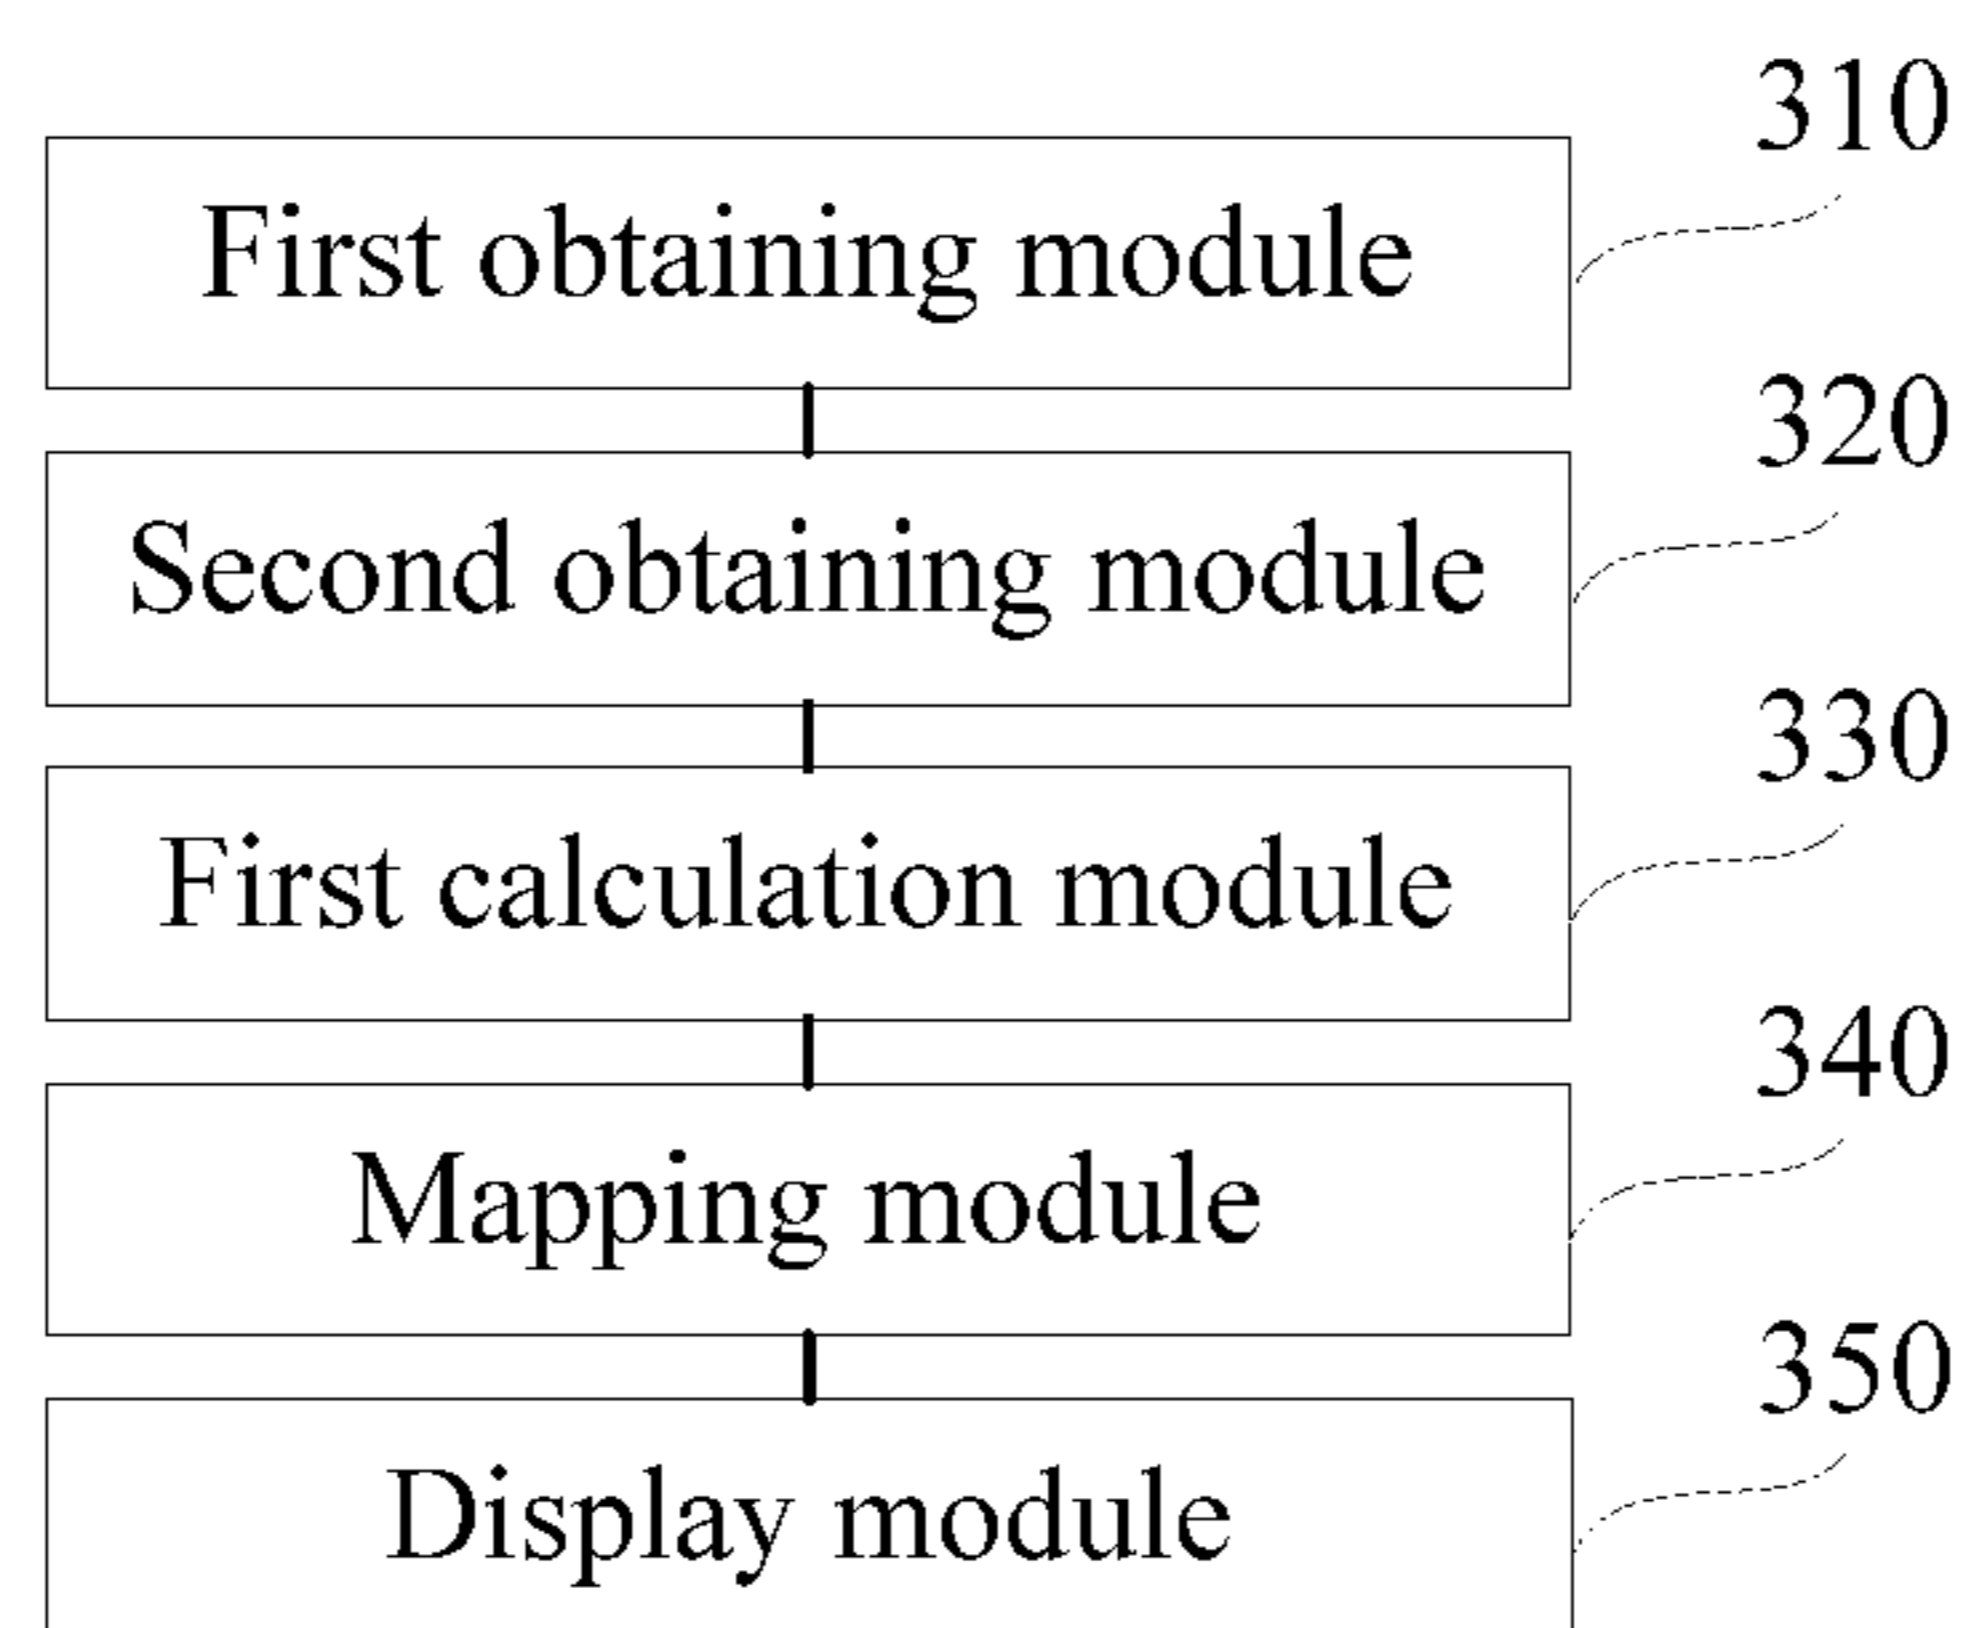 310
First obtaining module
320
Second obtaining module
330
First calculation module
340
Mapping module
350
Display module